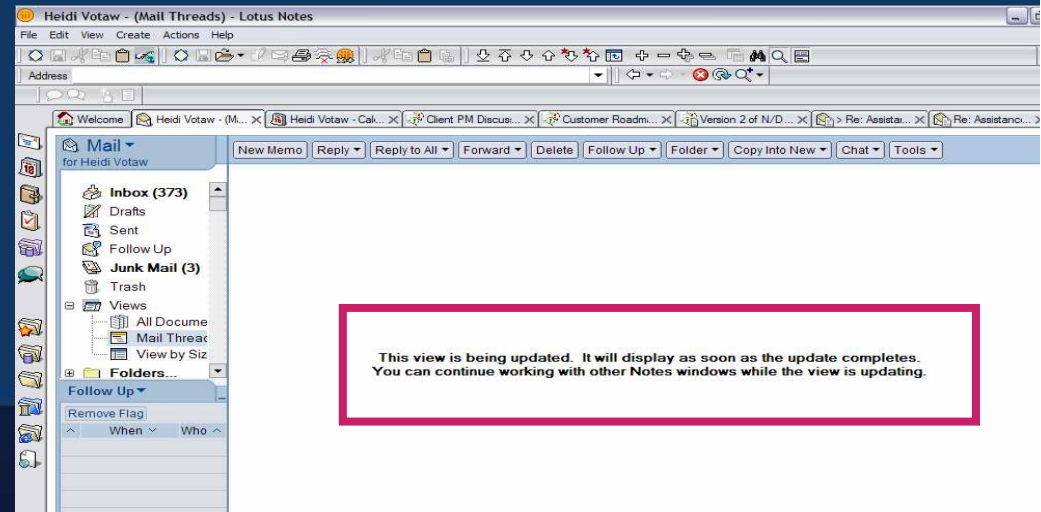 Heidi Votaw - (Mail Threads) - Lotus Notes
File Edit View Create Actions Help
Address
Welcome Heidi Votaw - (M... Heidi Votaw - Cal... Client PM Discus... Customer Roadm... Version 2 of N/D... > Re: Assistan... Re: Assistanc...
Mail
for Heidi Votaw
New Memo Reply Reply to All Forward Delete Follow Up Folder Copy Into New Chat Tools
Inbox (373)
Drafts
Sent
Follow Up
Junk Mail (3)
Trash
Views
All Docume
Mail Threac
View by Siz
Folders...
This view is being updated. It will display as soon as the update completes.
You can continue working with other Notes windows while the view is updating.
Follow Up
Remove Flag
When Who